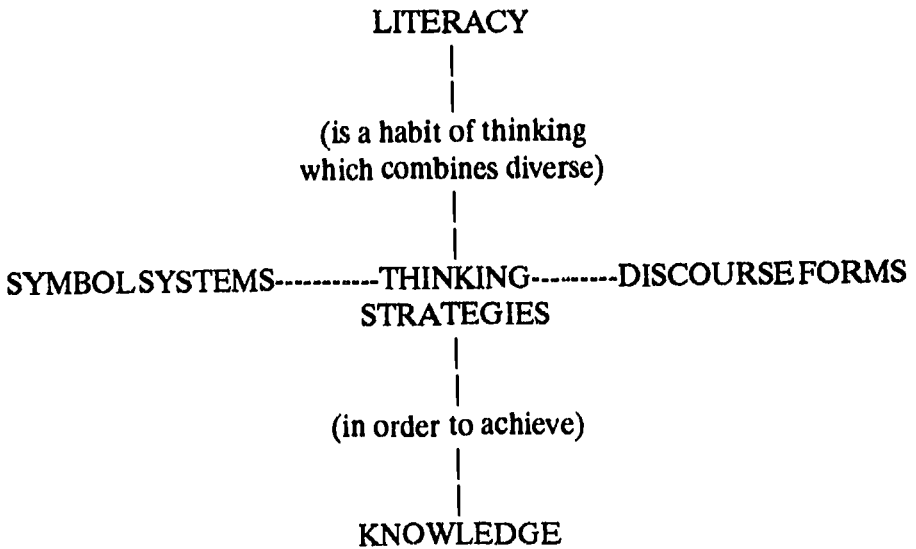 LITERACY
(is a habit of thinking
which combines diverse)
SYMBOL SYSTEMS-----------THINKING---------DISCOURSE FORMS
STRATEGIES
(in order to achieve)
KNOWLEDGE